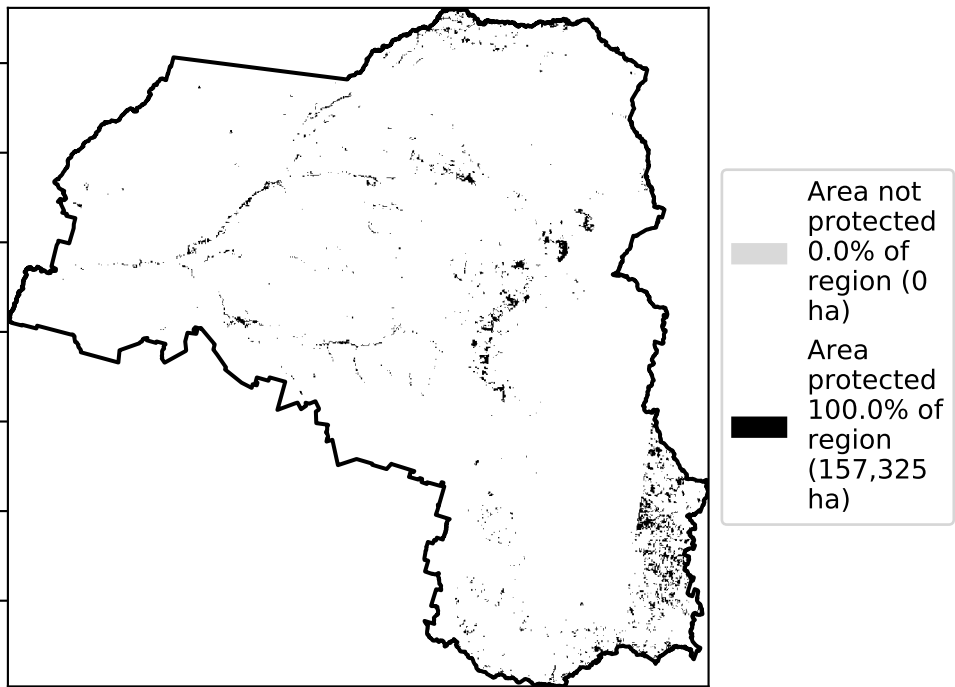 Area not
protected
0.0% of
region (0
ha)
Area
protected
100.0% of
region
(157,325
ha)